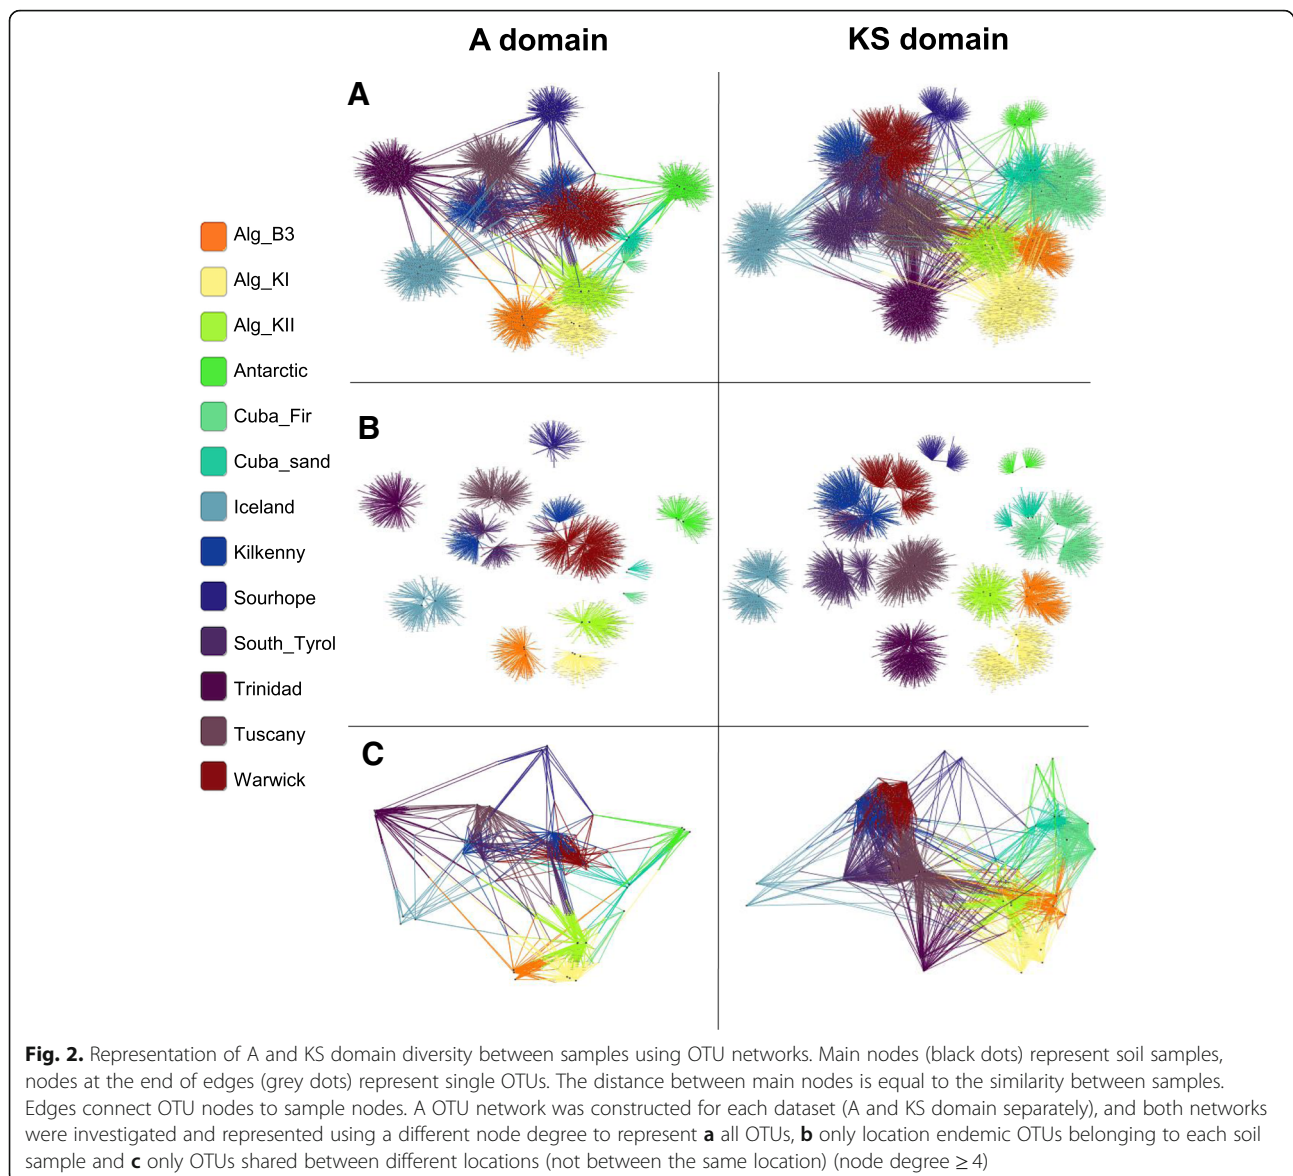 A domain
KS domain
A
Alg_B3
Alg_KI
Alg_KII
Antarctic
Cuba_Fir
Cuba_sand
Iceland
Kilkenny
Sourhope
South_Tyrol
Trinidad
Tuscany
Warwick
B
C
Fig. 2. Representation of A and KS domain diversity between samples using OTU networks. Main nodes (black dots) represent soil samples,
nodes at the end of edges (grey dots) represent single OTUs. The distance between main nodes is equal to the similarity between samples.
Edges connect OTU nodes to sample nodes. A OTU network was constructed for each dataset (A and KS domain separately), and both networks
were investigated and represented using a different node degree to represent a all OTUs, b only location endemic OTUs belonging to each soil
sample and c only OTUs shared between different locations (not between the same location) (node degree ≥ 4)